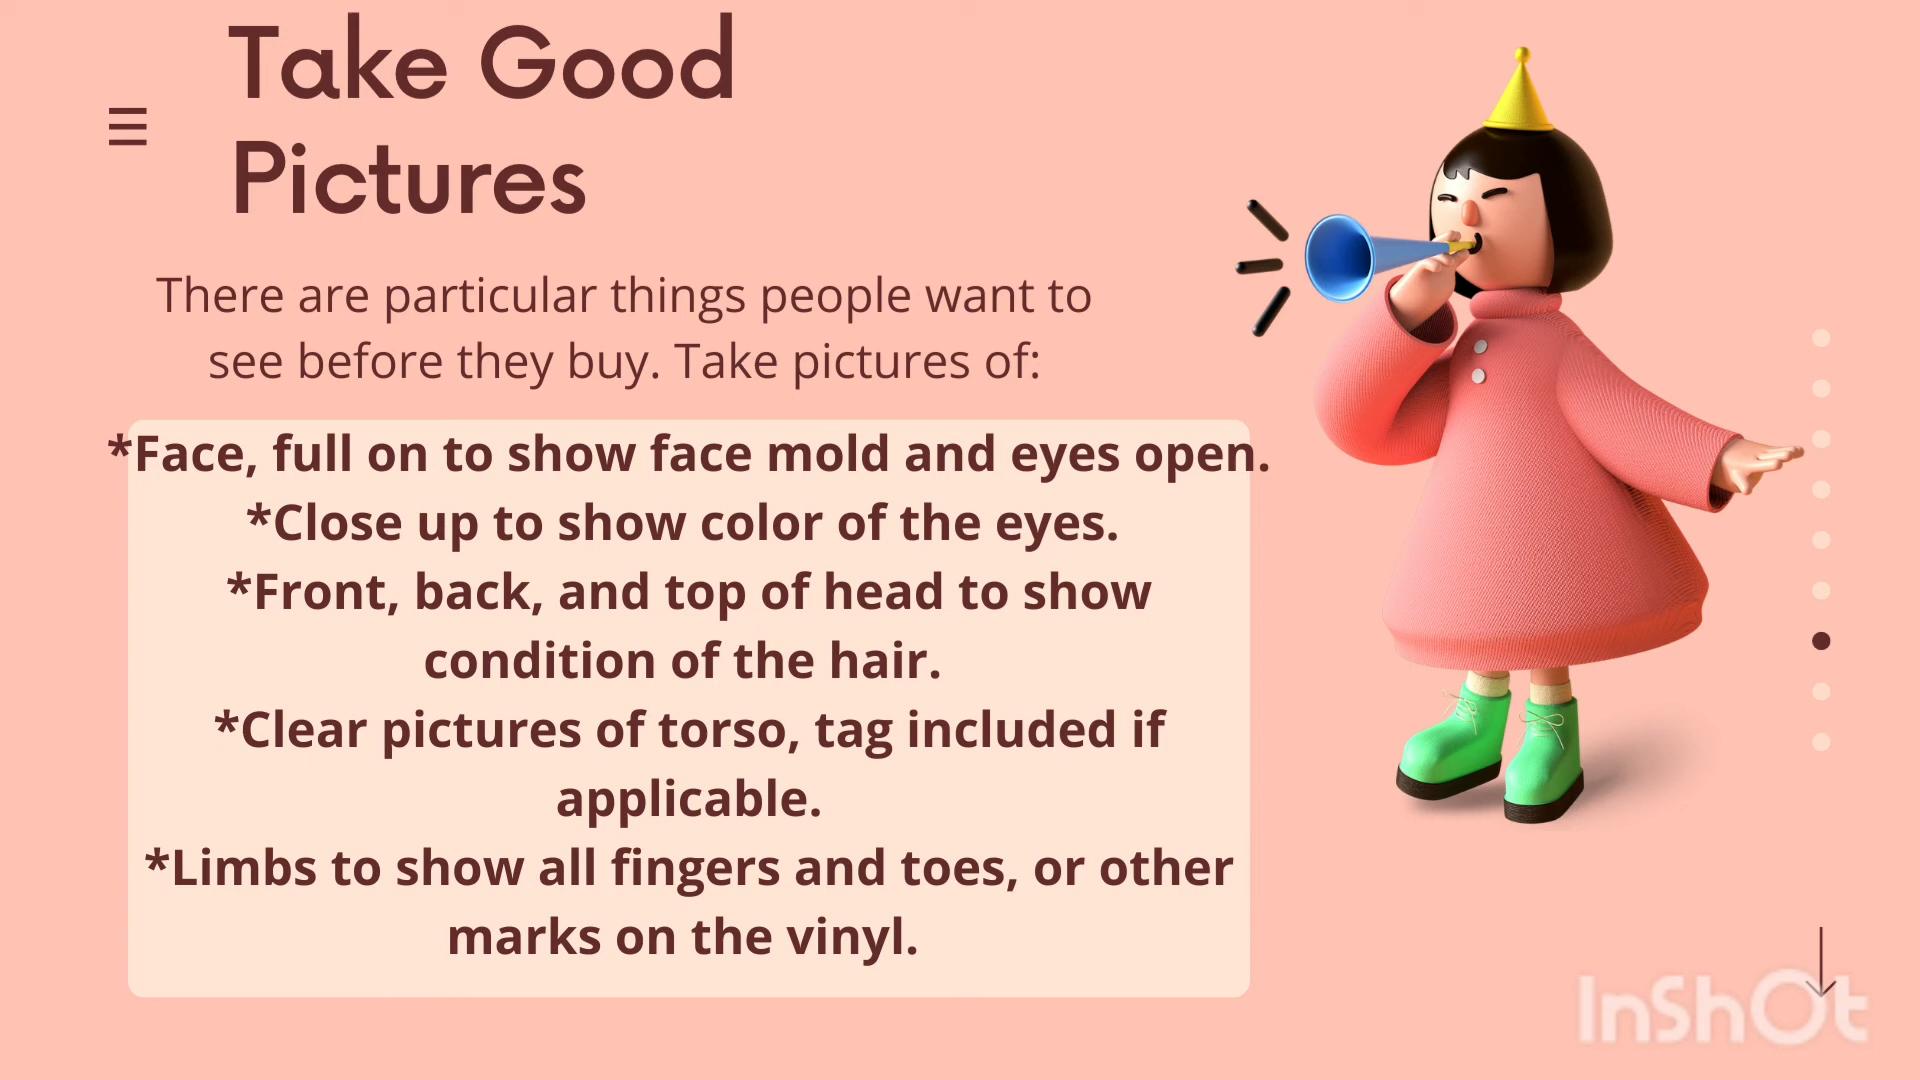 Take Good
Pictures
There are particular things people want to
see before they buy. Take pictures of:
*Face, full on to show face mold and eyes open.
*Close up to show color of the eyes.
*Front, back, and top of head to show
condition of the hair.
*Clear pictures of torso, tag included if
applicable.
*Limbs to show all fingers and toes, or other
marks on the vinyl.
InShOt